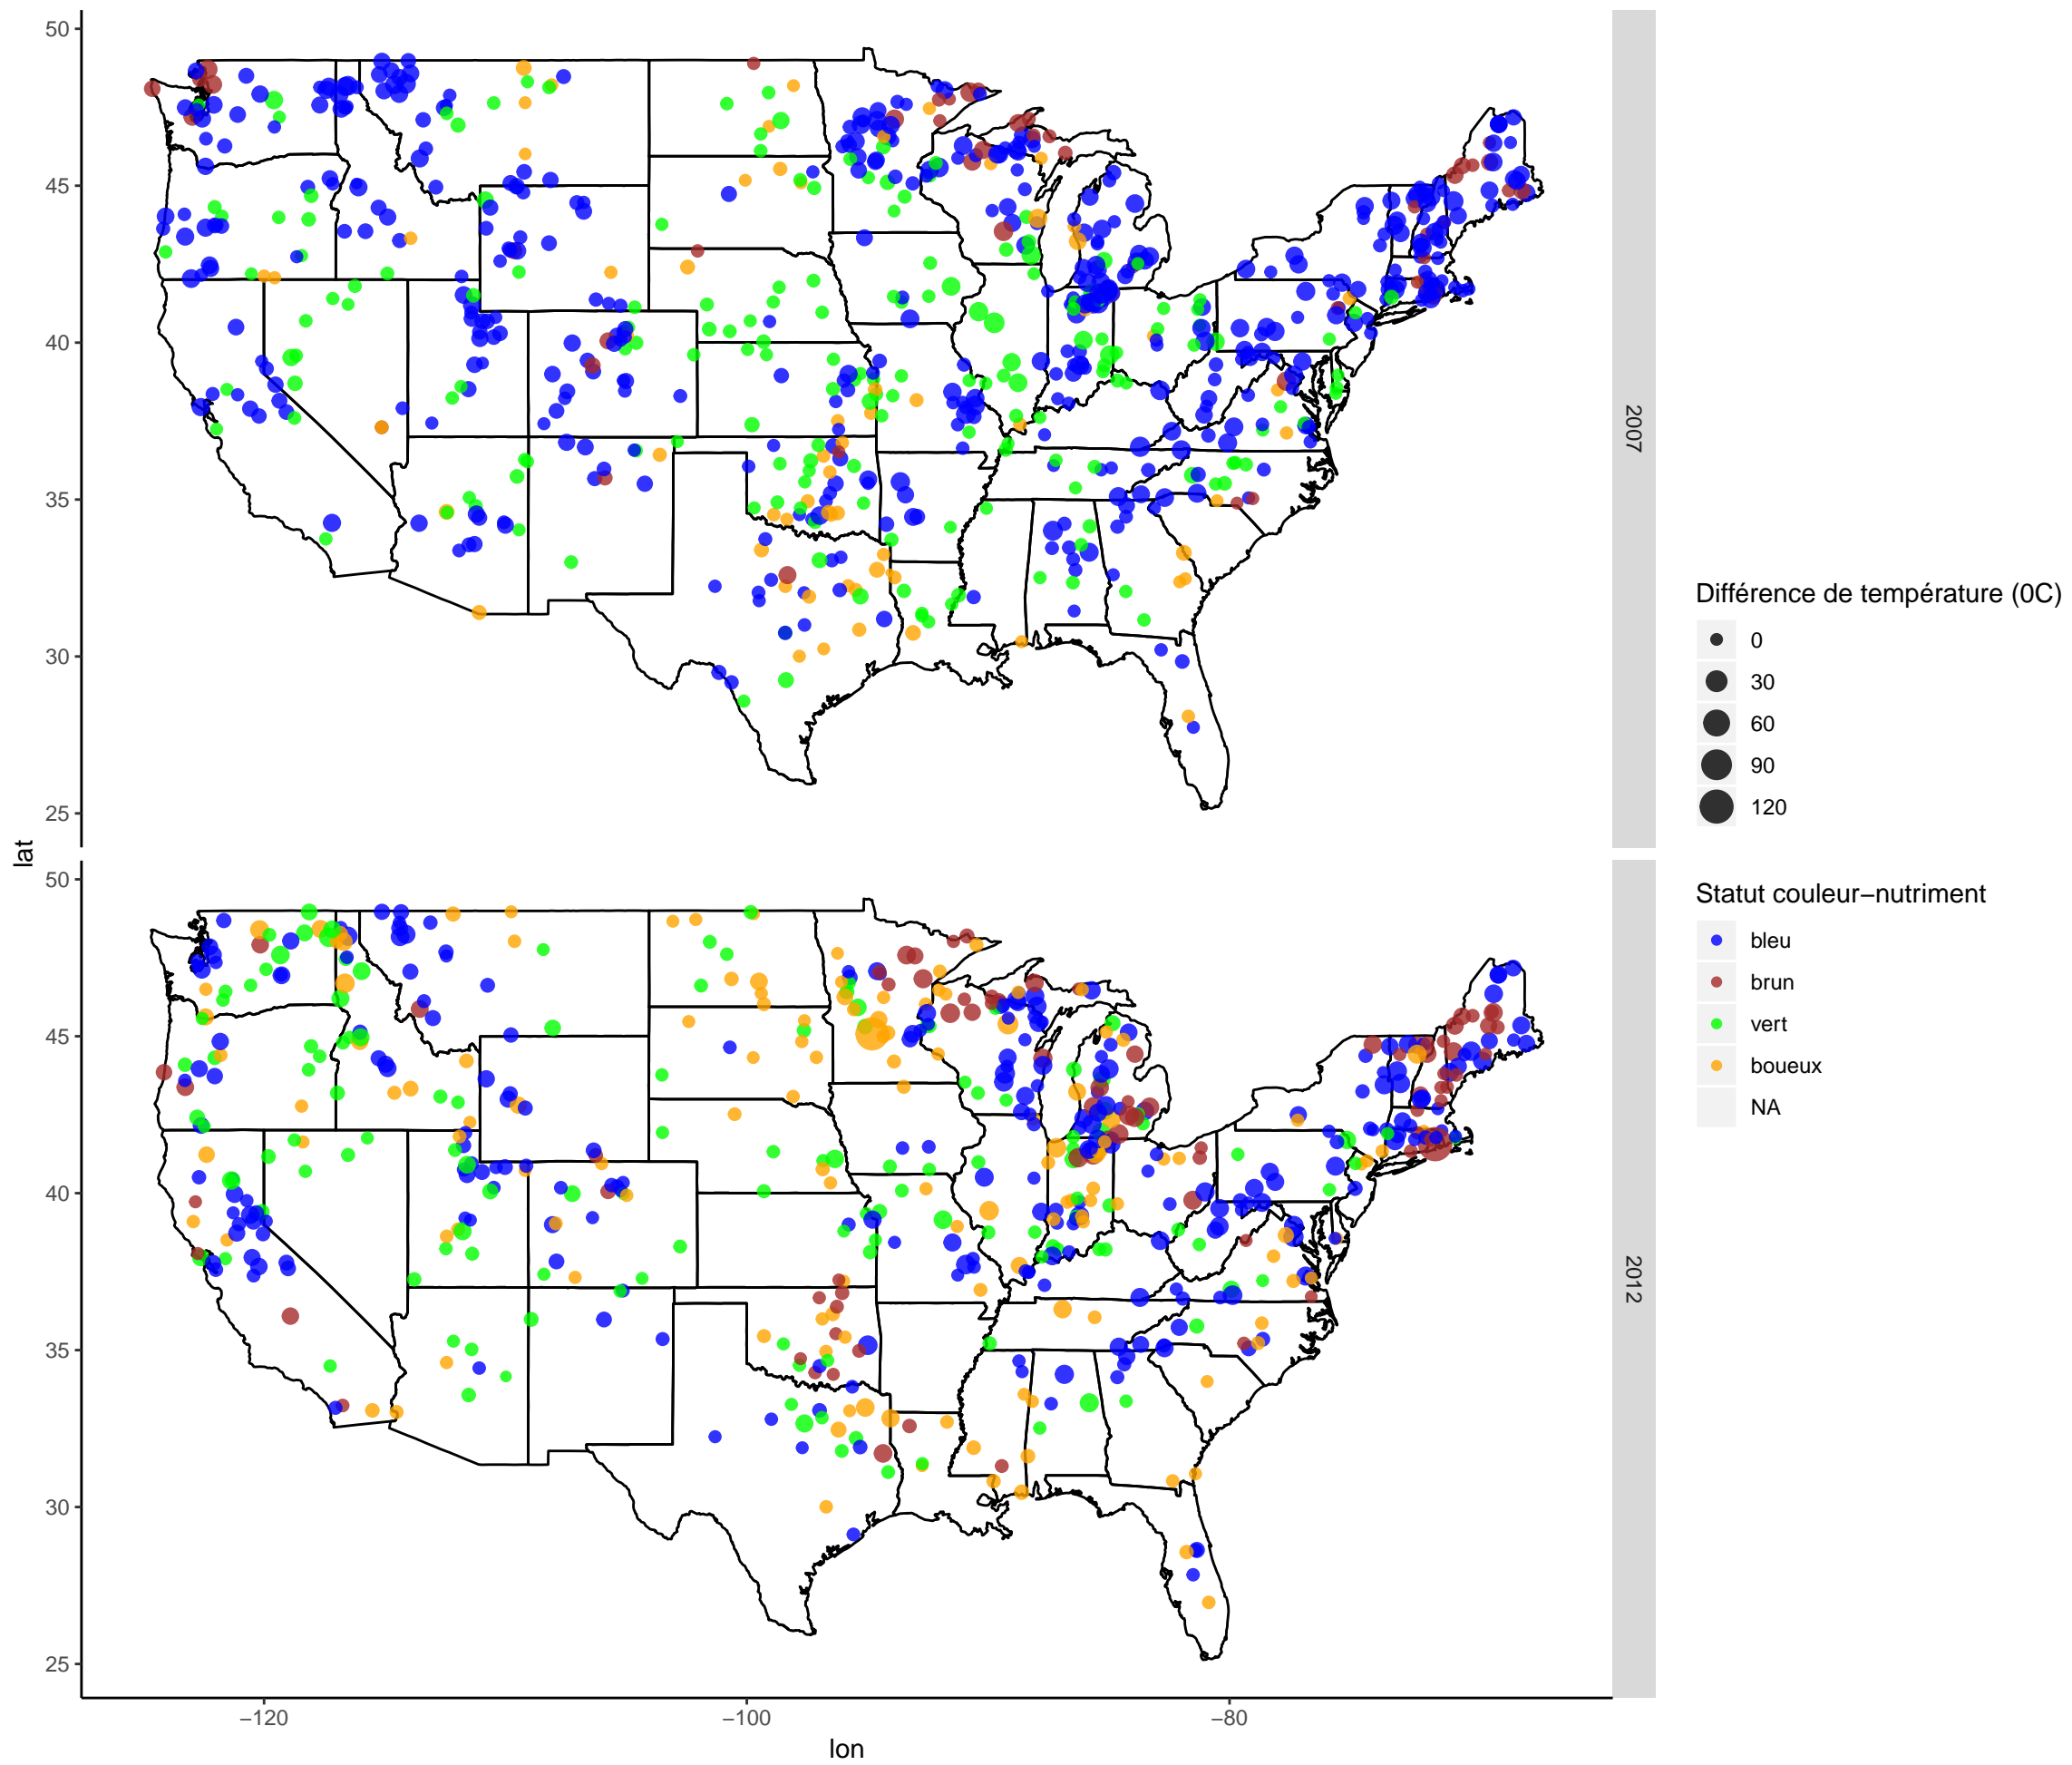 50
45
40
35
30
25
2007
50
45
40
35
30
25
2012
−120
−100
−80
lon
lat
Différence de température (0C)
0
30
60
90
120
Statut couleur−nutriment
bleu
brun
vert
boueux
NA